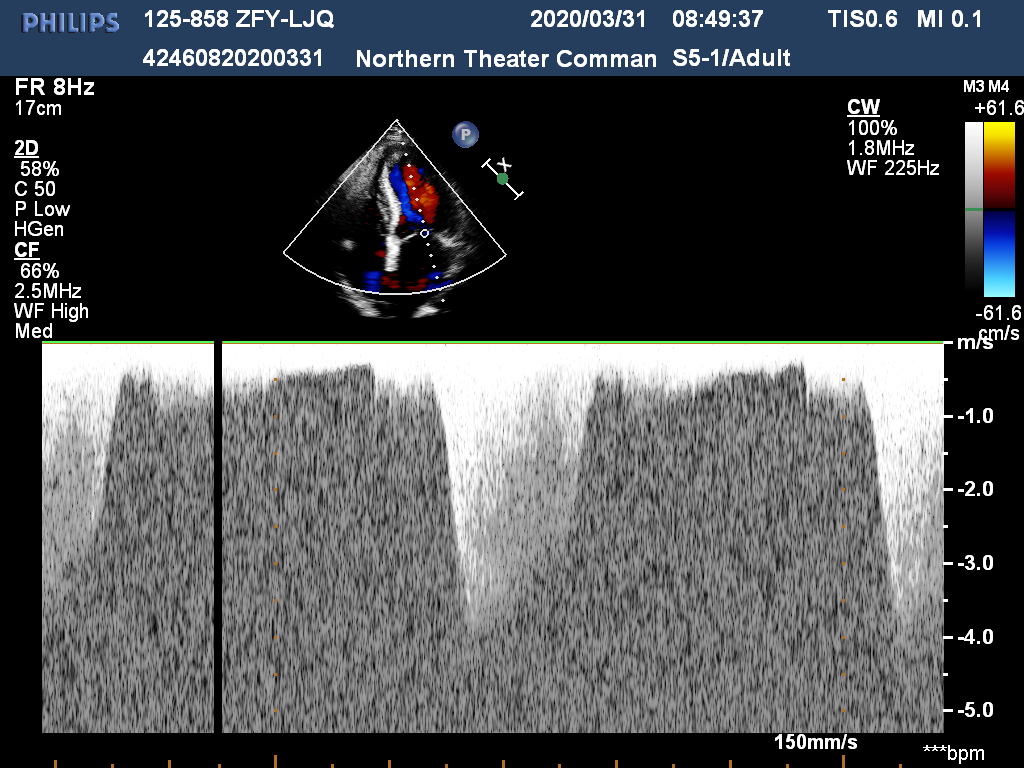 PHILIPS 125-858 ZFY-LJQ 2020/03/31 08:49:37 TIS0.6 MI 0.1
42460820200331 Northern Theater Comman S5-1/Adult
FR 8Hz
17cm
2D
58%
C 50
P Low
HGen
CF
66%
2.5MHz
WF High
Med
P
X
CW
100%
1.8MHz
WF 225Hz
M3 M4
+61.6
-61.6
cm/s
m/s
-1.0
-2.0
-3.0
-4.0
-5.0
150mm/s
***bpm